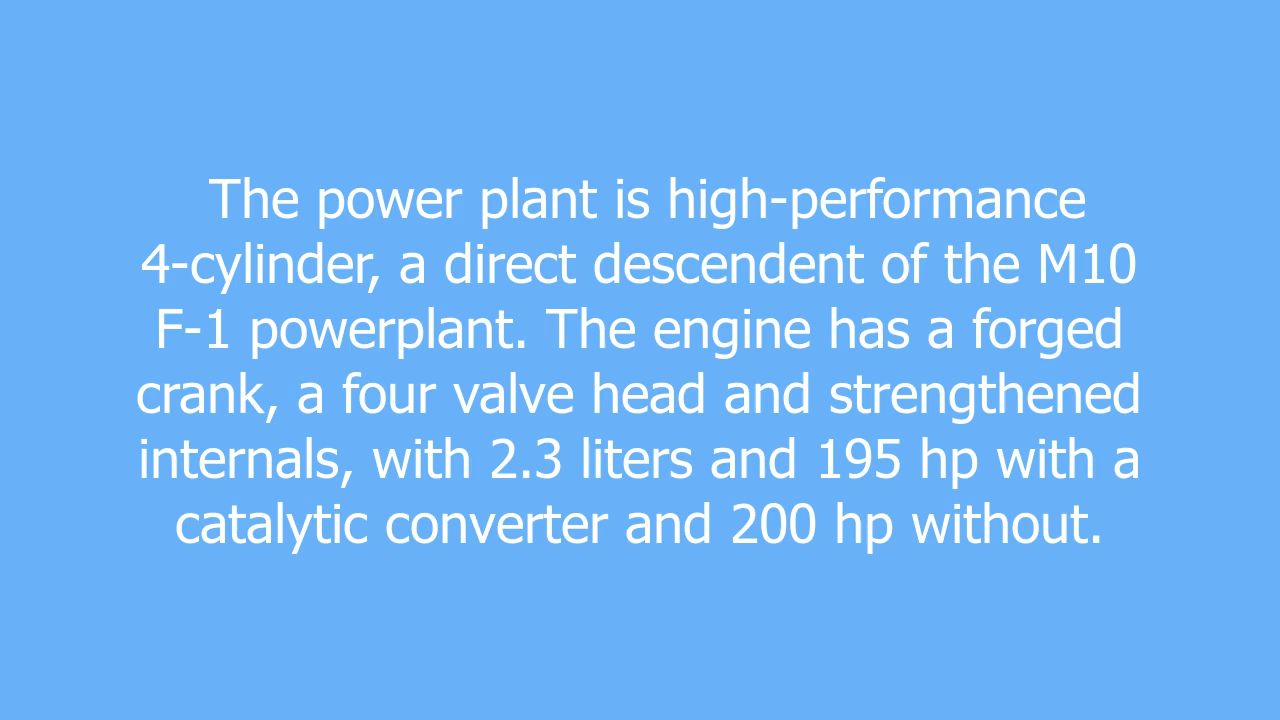 The power plant is high-performance
4-cylinder, a direct descendent of the M10
F-1 powerplant. The engine has a forged
crank, a four valve head and strengthened
internals, with 2.3 liters and 195 hp with a
catalytic converter and 200 hp without.